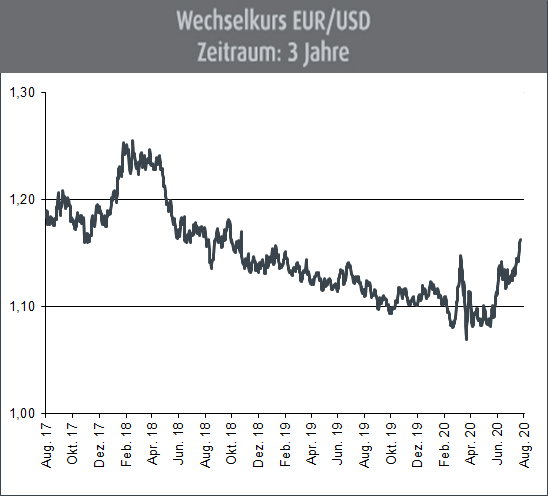 Wechselkurs EUR/USD
Zeitraum: 3 Jahre
1,30
1,20
1,10
1,00
Aug. 17
Okt. 17
Dez. 17
Feb. 18
Apr. 18
Jun. 18
Aug. 18
Okt. 18
Dez. 18
Feb. 19
Apr. 19
Jun. 19
Aug. 19
Okt. 19
Dez. 19
Feb. 20
Apr. 20
Jun. 20
Aug. 20